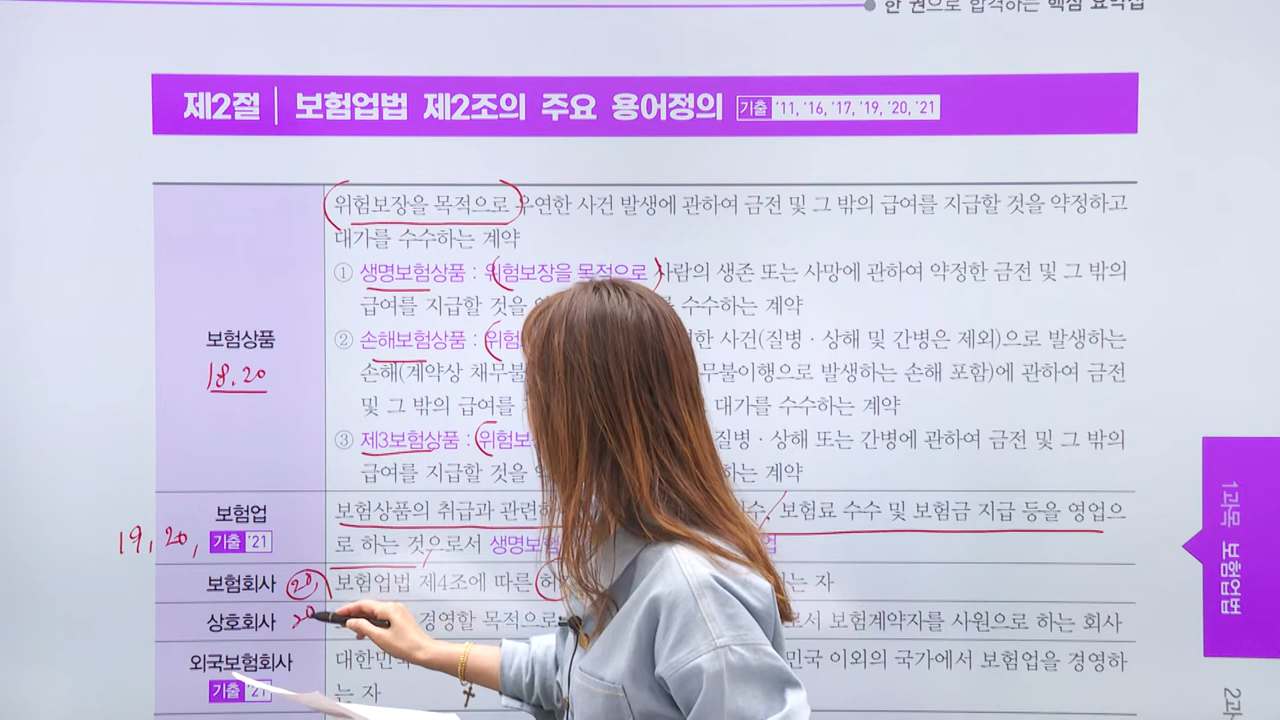 한 권으로 합격하는 핵심 요약집
제2절 보험업법 제2조의 주요 용어정의 기출 '11, '16, '17, '19, '20, '21
위험보장을 목적으로 우연한 사건 발생에 관하여 금전 및 그 밖의 급여를 지급할 것을 약정하고
대가를 수수하는 계약
① 생명보험상품 : 위험보장을 목적으로 사람의 생존 또는 사망에 관하여 약정한 금전 및 그 밖의
급여를 지급할 것을 수수하는 계약
보험상품
18. 20
② 손해보험상품 : 위험 사건(질병 · 상해 및 간병은 제외)으로 발생하는
손해(계약상 채무불 무불이행으로 발생하는 손해 포함)에 관하여 금전
및 그 밖의 급여를 대가를 수수하는 계약
③ 제3보험상품 : 위험보 질병 · 상해 또는 간병에 관하여 금전 및 그 밖의
급여를 지급할 것을 하는 계약
보험업
기출 '21
19, 20,
보험상품의 취급과 관련 수, 보험료 수수 및 보험금 지급 등을 영업으
로 하는 것으로서 생명보험 업
보험회사 20, 보험업법 제4조에 따른 허 는 자
상호회사 20 경영할 목적으로 로서 보험계약자를 사원으로 하는 회사
외국보험회사
기출 '21
대한민국 민국 이외의 국가에서 보험업을 경영하
는 자
1과목 보험업법
2과